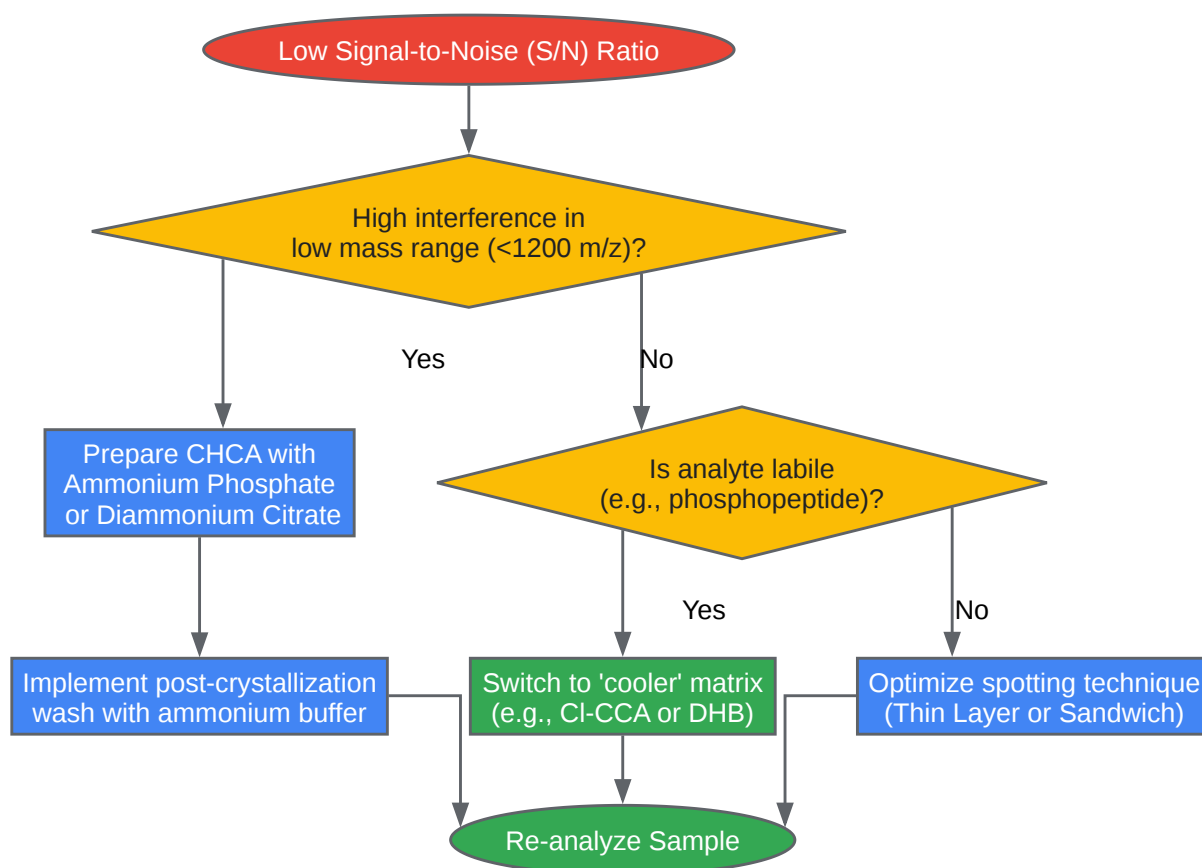 Low Signal-to-Noise (S/N) Ratio
High interference in
low mass range (<1200 m/z)?
Yes
No
Prepare CHCA with
Ammonium Phosphate
or Diammonium Citrate
Is analyte labile
(e.g., phosphopeptide)?
Yes
No
Implement post-crystallization
wash with ammonium buffer
Switch to 'cooler' matrix
(e.g., Cl-CCA or DHB)
Optimize spotting technique
(Thin Layer or Sandwich)
Re-analyze Sample